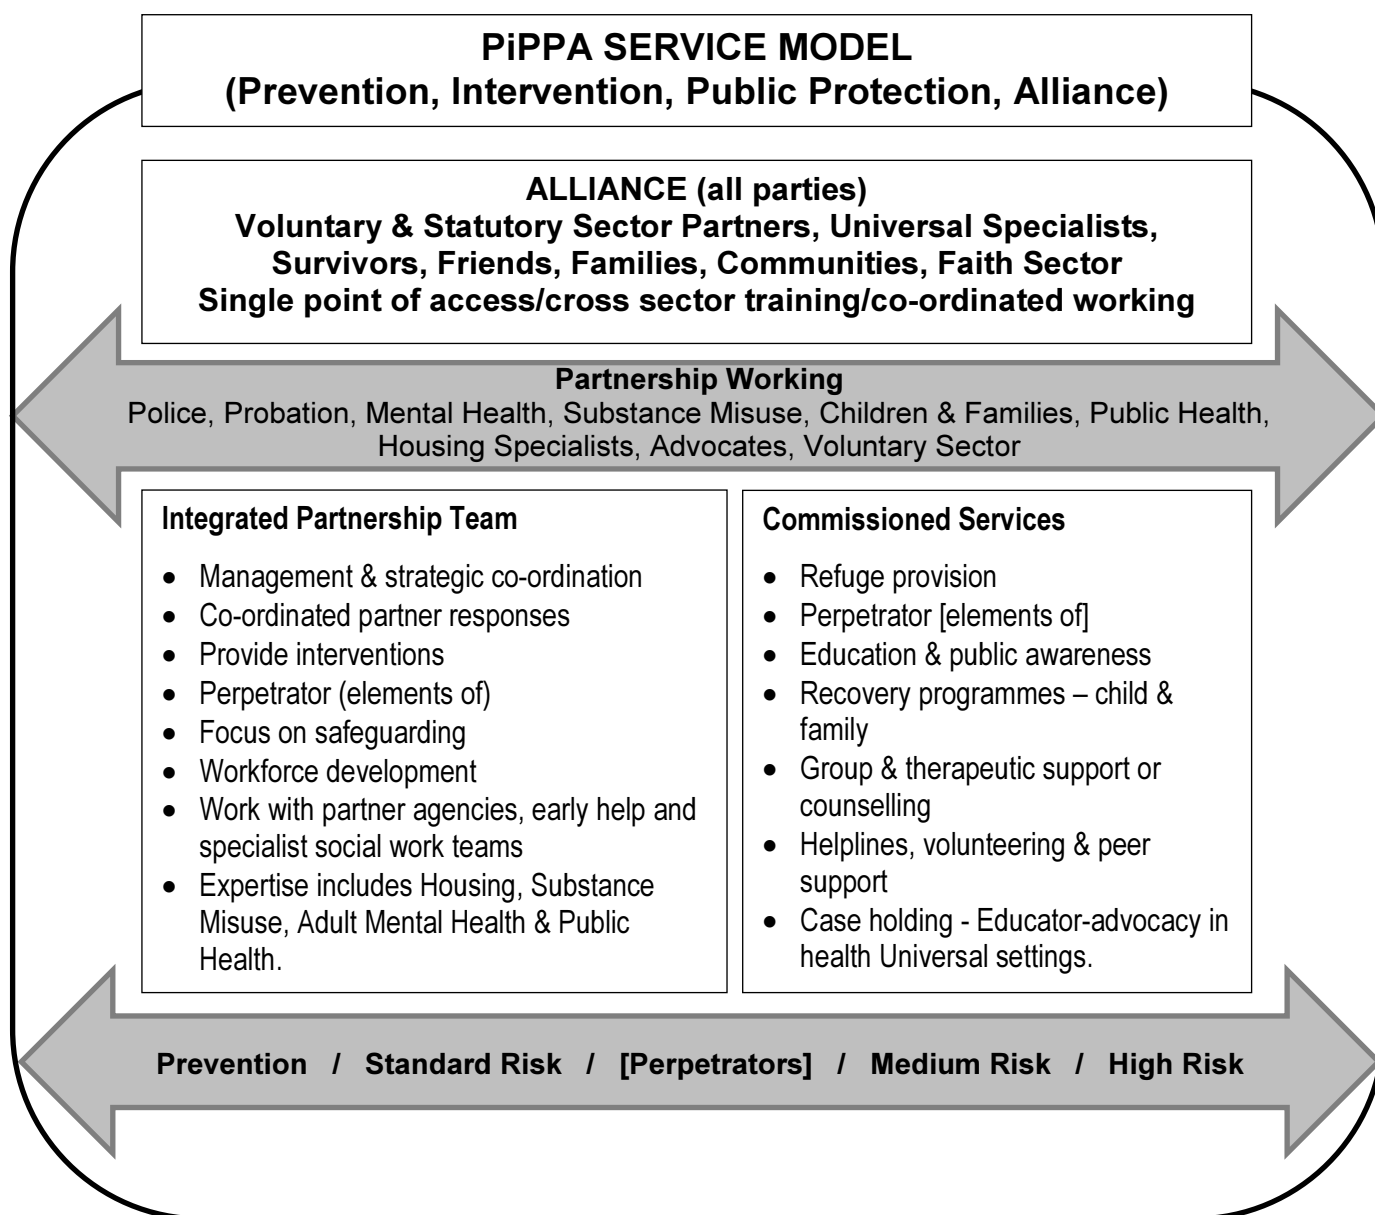 PiPPA SERVICE MODEL
(Prevention, Intervention, Public Protection, Alliance)
ALLIANCE (all parties)
Voluntary & Statutory Sector Partners, Universal Specialists,
Survivors, Friends, Families, Communities, Faith Sector
Single point of access/cross sector training/co-ordinated working
Partnership Working
Police, Probation, Mental Health, Substance Misuse, Children & Families, Public Health,
Housing Specialists, Advocates, Voluntary Sector
Integrated Partnership Team
• Management & strategic co-ordination
• Co-ordinated partner responses
• Provide interventions
• Perpetrator (elements of)
• Focus on safeguarding
• Workforce development
• Work with partner agencies, early help and
specialist social work teams
• Expertise includes Housing, Substance
Misuse, Adult Mental Health & Public
Health.
Commissioned Services
• Refuge provision
• Perpetrator [elements of]
• Education & public awareness
• Recovery programmes – child &
family
• Group & therapeutic support or
counselling
• Helplines, volunteering & peer
support
• Case holding - Educator-advocacy in
health Universal settings.
Prevention / Standard Risk / [Perpetrators] / Medium Risk / High Risk